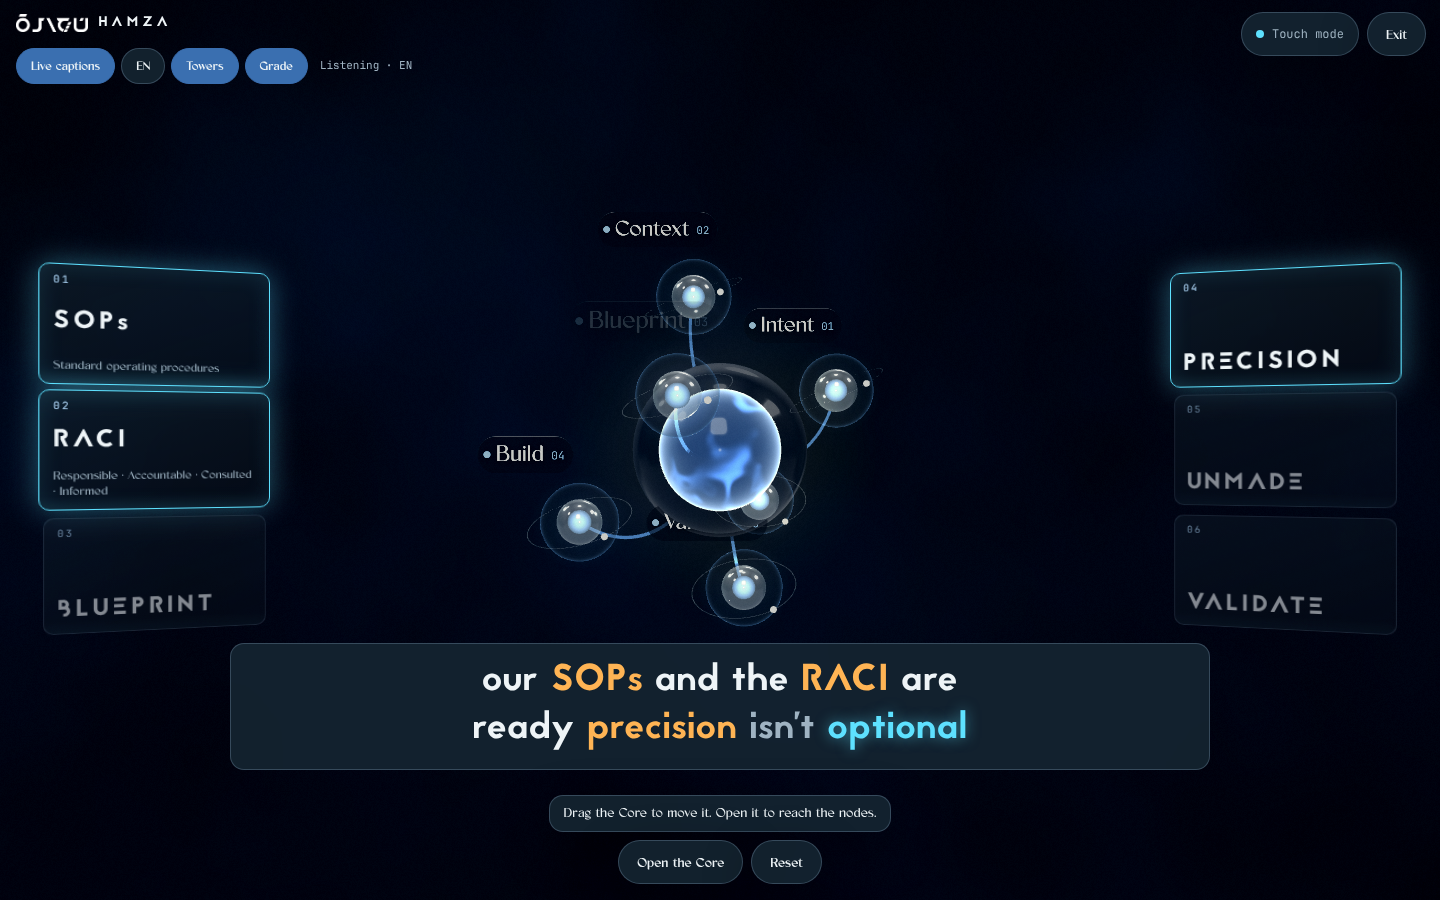 HAMZA
Live captions
EN
Towers
Grade
Listening · EN
Touch mode
Exit
Context 02
Blueprint 03
Intent 01
Build 04
01
SOPs
Standard operating procedures
02
RACI
Responsible · Accountable · Consulted
· Informed
03
BLUEPRINT
04
PRECISION
05
UNMADE
06
VALIDATE
our SOPs and the RACI are
ready precision isn't optional
Drag the Core to move it. Open it to reach the nodes.
Open the Core
Reset